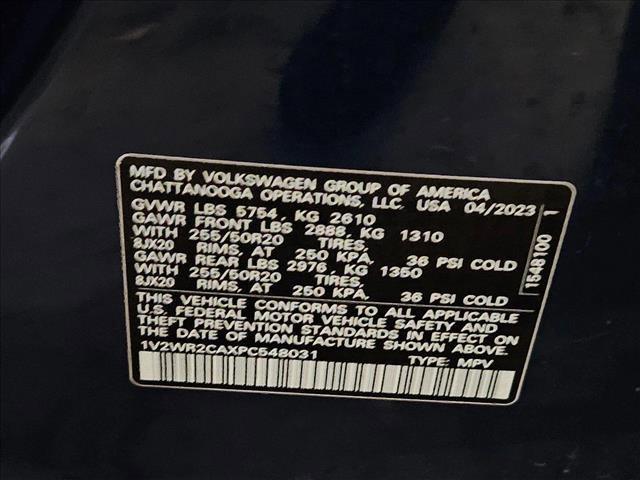 MFD BY VOLKSWAGEN GROUP OF AMERICA
CHATTANOOGA OPERATIONS, LLC. USA 04/2023
GVWR LBS 5754, KG 2610
GAWR FRONT LBS 2888, KG 1310
WITH 255/50R20 TIRES,
8JX20 RIMS, AT 250 KPA, 36 PSI COLD
GAWR REAR LBS 2976, KG 1350
WITH 255/50R20 TIRES,
8JX20 RIMS, AT 250 KPA, 36 PSI COLD
THIS VEHICLE CONFORMS TO ALL APPLICABLE
U.S. FEDERAL MOTOR VEHICLE SAFETY AND
THEFT PREVENTION STANDARDS IN EFFECT ON
THE DATE OF MANUFACTURE SHOWN ABOVE
1V2WR2CAXPC548031 TYPE: MPV
1548100 1